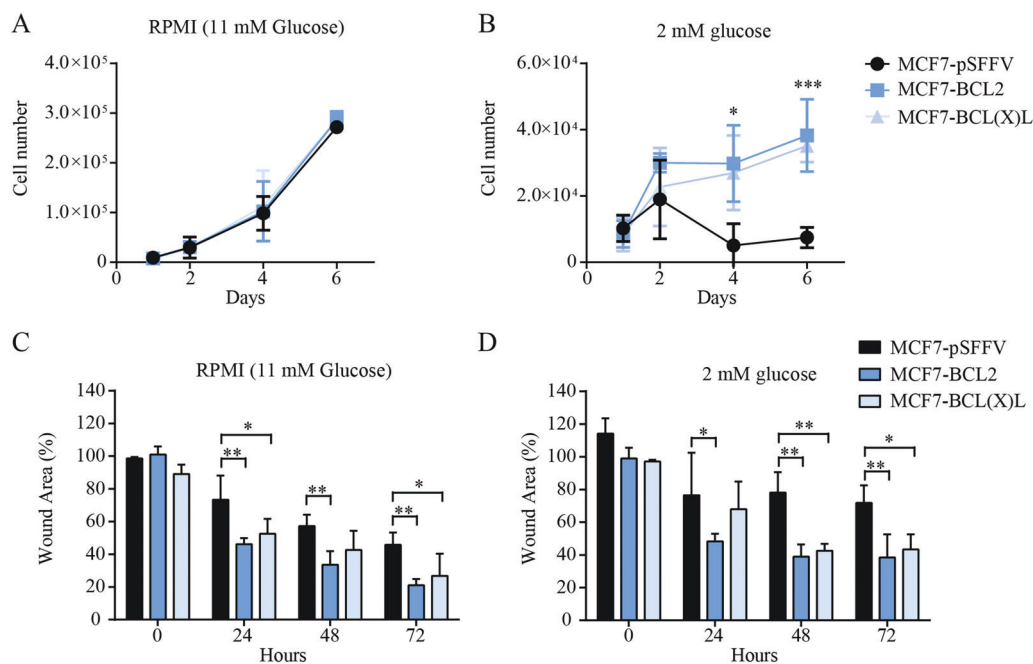 A
RPMI (11 mM Glucose)
Cell number
4.0×10⁵
3.0×10⁵
2.0×10⁵
1.0×10⁵
0
0 2 4 6
Days
B
2 mM glucose
Cell number
6.0×10⁴
4.0×10⁴
2.0×10⁴
0
* ***
0 2 4 6
Days
MCF7-pSFFV
MCF7-BCL2
MCF7-BCL(X)L
C
RPMI (11 mM Glucose)
Wound Area (%)
140
120
100
80
60
40
20
0
*
**
**
*
**
0 24 48 72
Hours
D
2 mM glucose
Wound Area (%)
140
120
100
80
60
40
20
0
*
**
**
*
**
0 24 48 72
Hours
MCF7-pSFFV
MCF7-BCL2
MCF7-BCL(X)L